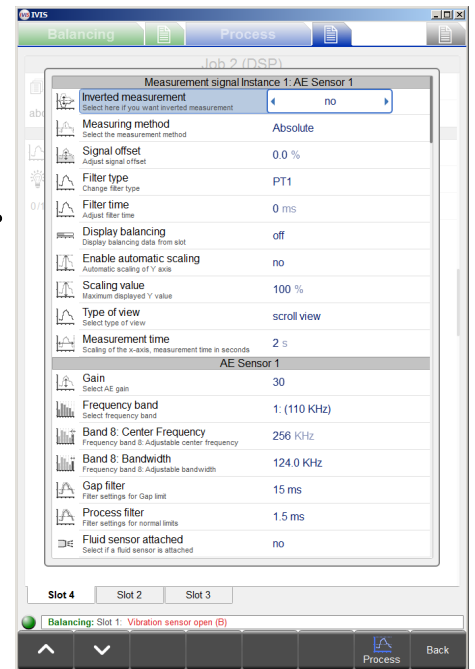 IVIS
Balancing
Process
Job 2 (DSP)
Measurement signal Instance 1: AE Sensor 1
Inverted measurement
Select here if you want inverted measurement
no
Measuring method
Select the measurement method
Absolute
Signal offset
Adjust signal offset
0.0 %
Filter type
Change filter type
PT1
Filter time
Adjust filter time
0 ms
Display balancing
Display balancing data from slot
off
Enable automatic scaling
Automatic scaling of Y axis
no
Scaling value
Maximum displayed Y value
100 %
Type of view
Select type of view
scroll view
Measurement time
Scaling of the x-axis, measurement time in seconds
2 s
AE Sensor 1
Gain
Select AE gain
30
Frequency band
Select frequency band
1: (110 KHz)
Band 8: Center Frequency
Frequency band 8: Adjustable center frequency
256 KHz
Band 8: Bandwidth
Frequency band 8: Adjustable bandwidth
124.0 KHz
Gap filter
Filter settings for Gap limit
15 ms
Process filter
Filter settings for normal limits
1.5 ms
Fluid sensor attached
Select if a fluid sensor is attached
no
Slot 4
Slot 2
Slot 3
Balancing: Slot 1: Vibration sensor open (B)
Process
Back